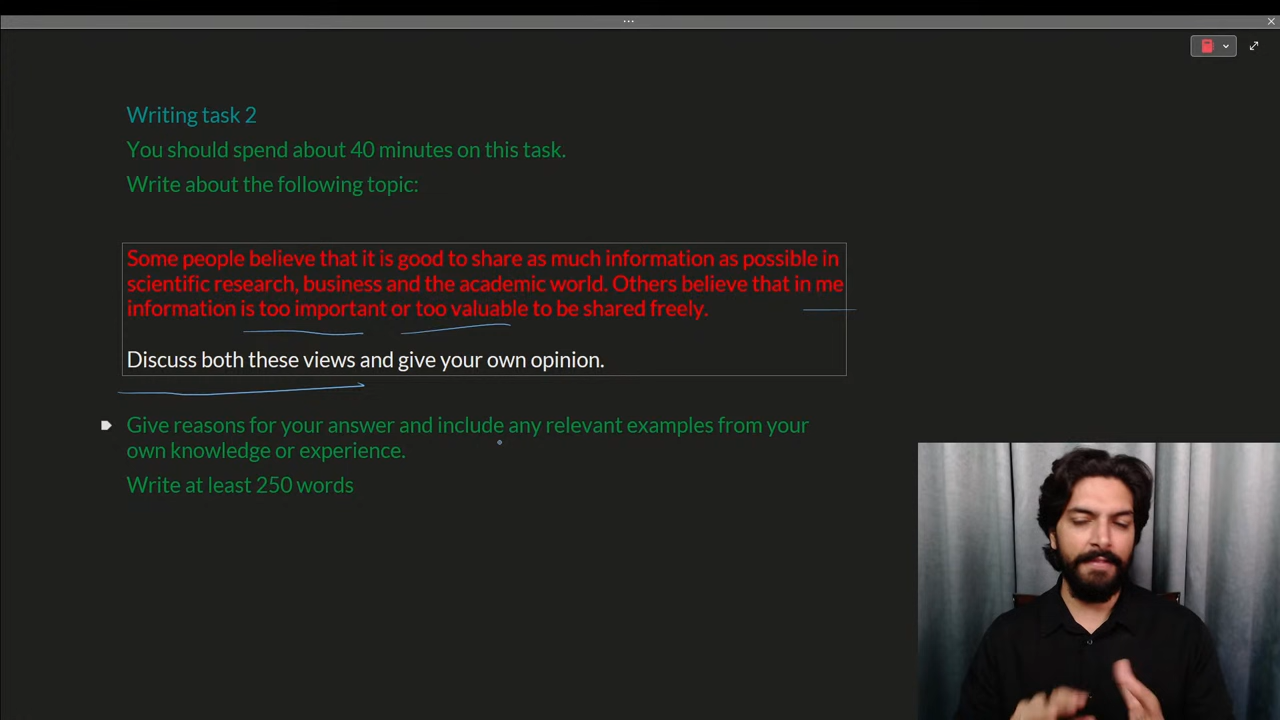 Writing task 2
You should spend about 40 minutes on this task.
Write about the following topic:
Some people believe that it is good to share as much information as possible in
scientific research, business and the academic world. Others believe that in me
information is too important or too valuable to be shared freely.
Discuss both these views and give your own opinion.
Give reasons for your answer and include any relevant examples from your
own knowledge or experience.
Write at least 250 words